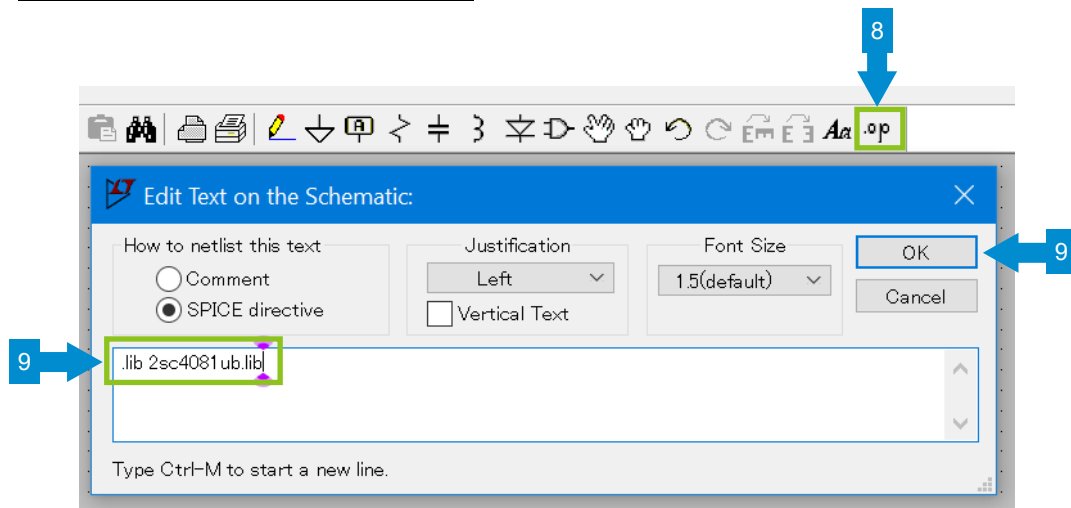 8
A
Aa .op
Edit Text on the Schematic:
How to netlist this text
Justification
Font Size
OK
9
Comment
Left
1.5(default)
Cancel
SPICE directive
Vertical Text
9
.lib 2sc4081ub.lib
Type Ctrl-M to start a new line.